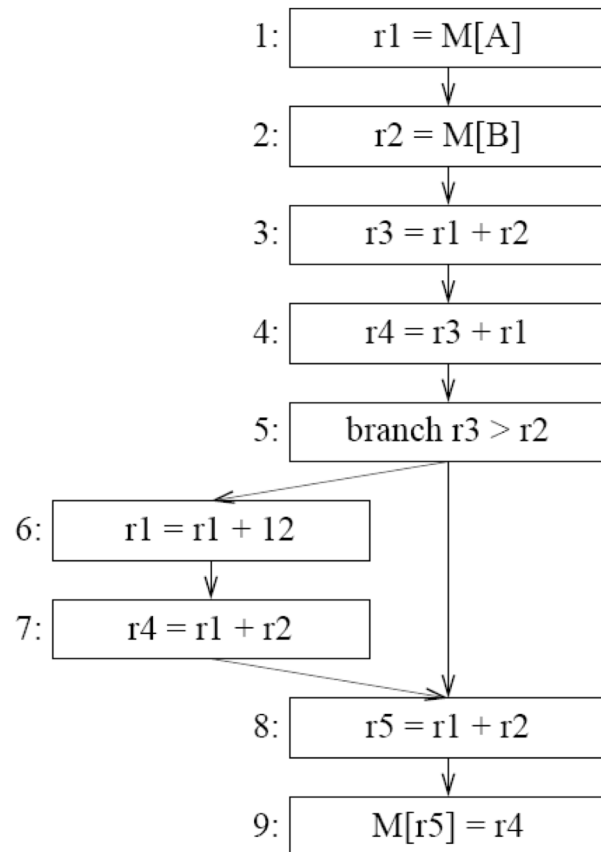 1: r1 = M[A]
2: r2 = M[B]
3: r3 = r1 + r2
4: r4 = r3 + r1
5: branch r3 > r2
6: r1 = r1 + 12
7: r4 = r1 + r2
8: r5 = r1 + r2
9: M[r5] = r4